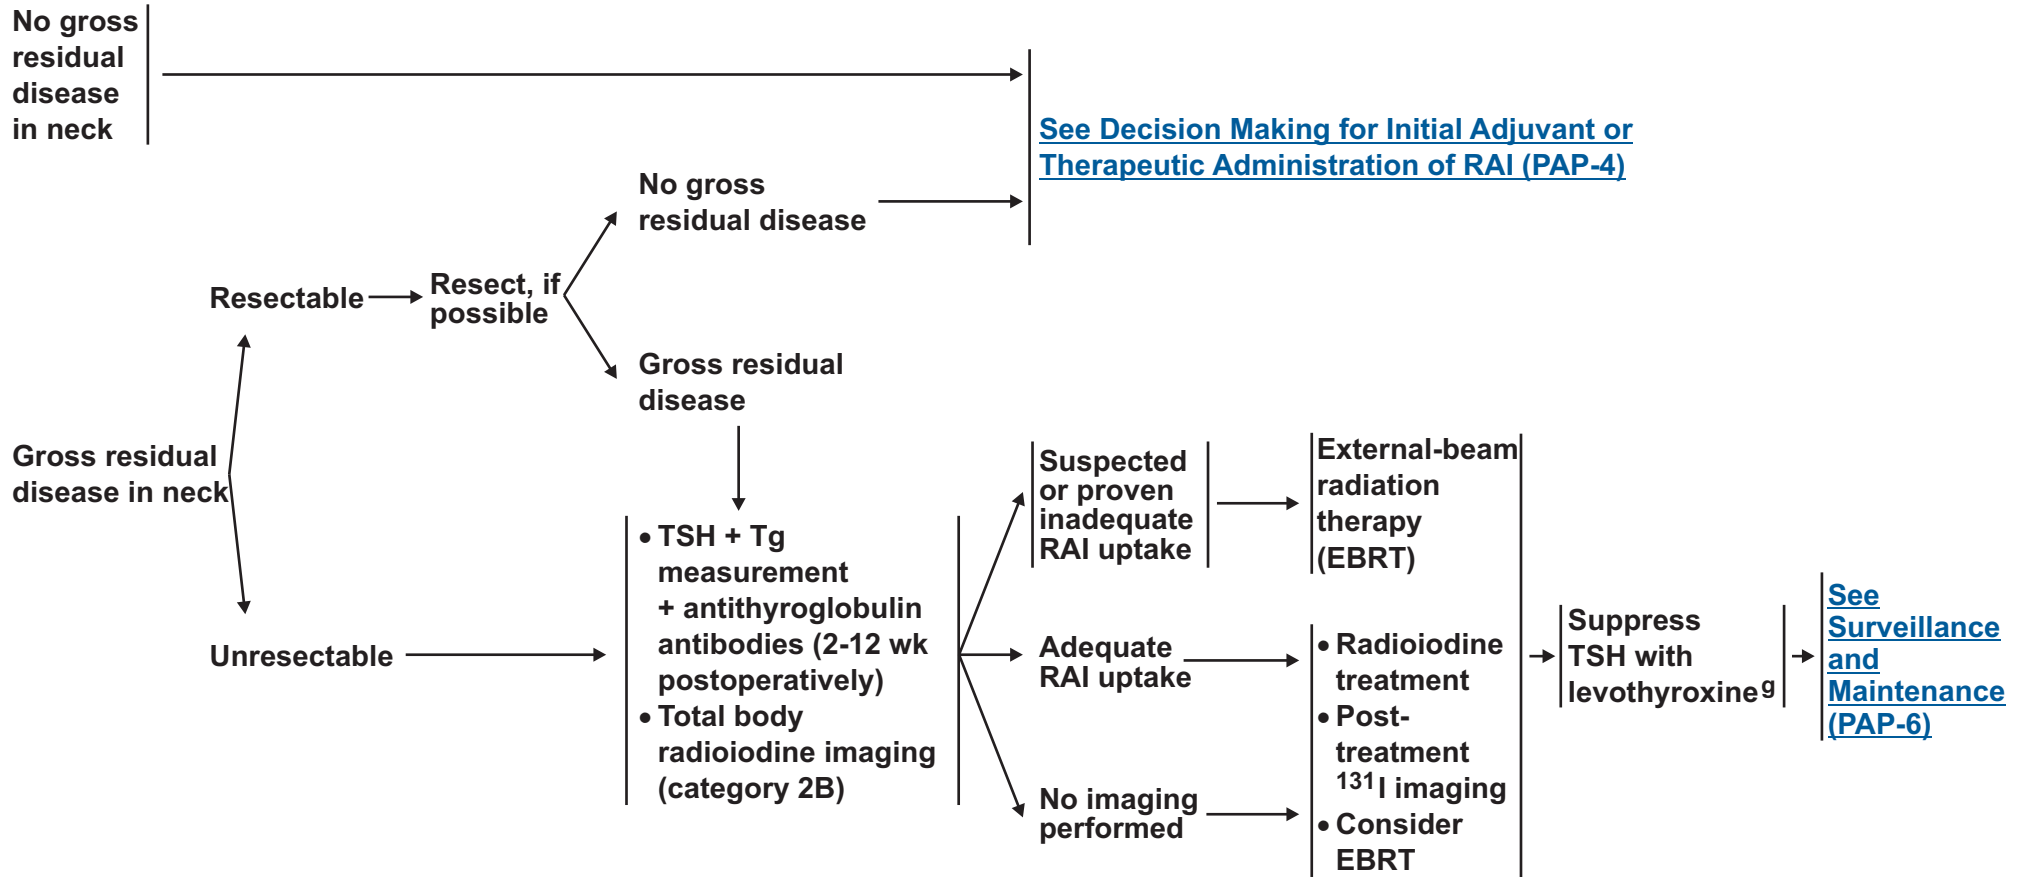 No gross
residual
disease
in neck
See Decision Making for Initial Adjuvant or
Therapeutic Administration of RAI (PAP-4)
No gross
residual disease
Resectable
Resect, if
possible
Gross residual
disease
Gross residual
disease in neck
Unresectable
• TSH + Tg
measurement
+ antithyroglobulin
antibodies (2-12 wk
postoperatively)
• Total body
radioiodine imaging
(category 2B)
Suspected
or proven
inadequate
RAI uptake
External-beam
radiation
therapy
(EBRT)
Adequate
RAI uptake
No imaging
performed
• Radioiodine
treatment
• Post-
treatment
131I imaging
• Consider
EBRT
Suppress
TSH with
levothyroxine g
See
Surveillance
and
Maintenance
(PAP-6)